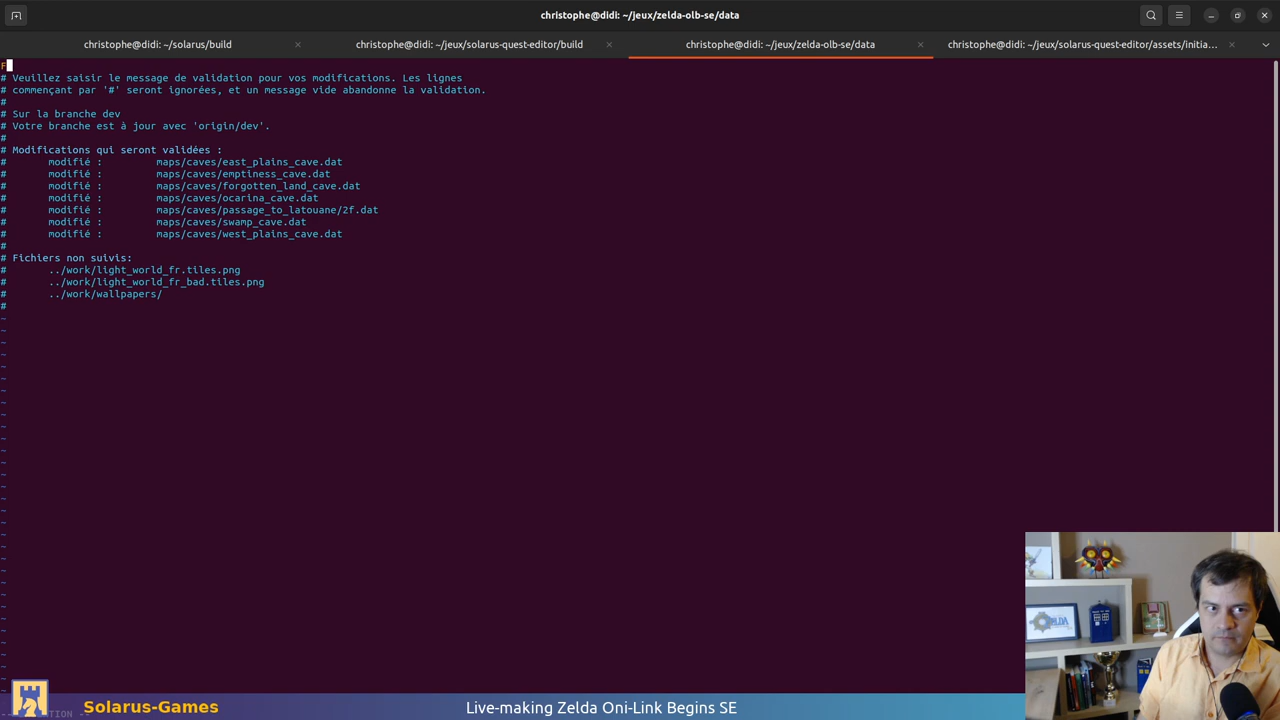 christophe@didi: ~/jeux/zelda-olb-se/data
christophe@didi: ~/solarus/build
christophe@didi: ~/jeux/solarus-quest-editor/build
christophe@didi: ~/jeux/zelda-olb-se/data
christophe@didi: ~/jeux/solarus-quest-editor/assets/initia…
F
# Veuillez saisir le message de validation pour vos modifications. Les lignes
# commençant par '#' seront ignorées, et un message vide abandonne la validation.
#
# Sur la branche dev
# Votre branche est à jour avec 'origin/dev'.
#
# Modifications qui seront validées :
#       modifié :         maps/caves/east_plains_cave.dat
#       modifié :         maps/caves/emptiness_cave.dat
#       modifié :         maps/caves/forgotten_land_cave.dat
#       modifié :         maps/caves/ocarina_cave.dat
#       modifié :         maps/caves/passage_to_latouane/2f.dat
#       modifié :         maps/caves/swamp_cave.dat
#       modifié :         maps/caves/west_plains_cave.dat
#
# Fichiers non suivis:
#       ../work/light_world_fr.tiles.png
#       ../work/light_world_fr_bad.tiles.png
#       ../work/wallpapers/
#
Solarus-Games
Live-making Zelda Oni-Link Begins SE